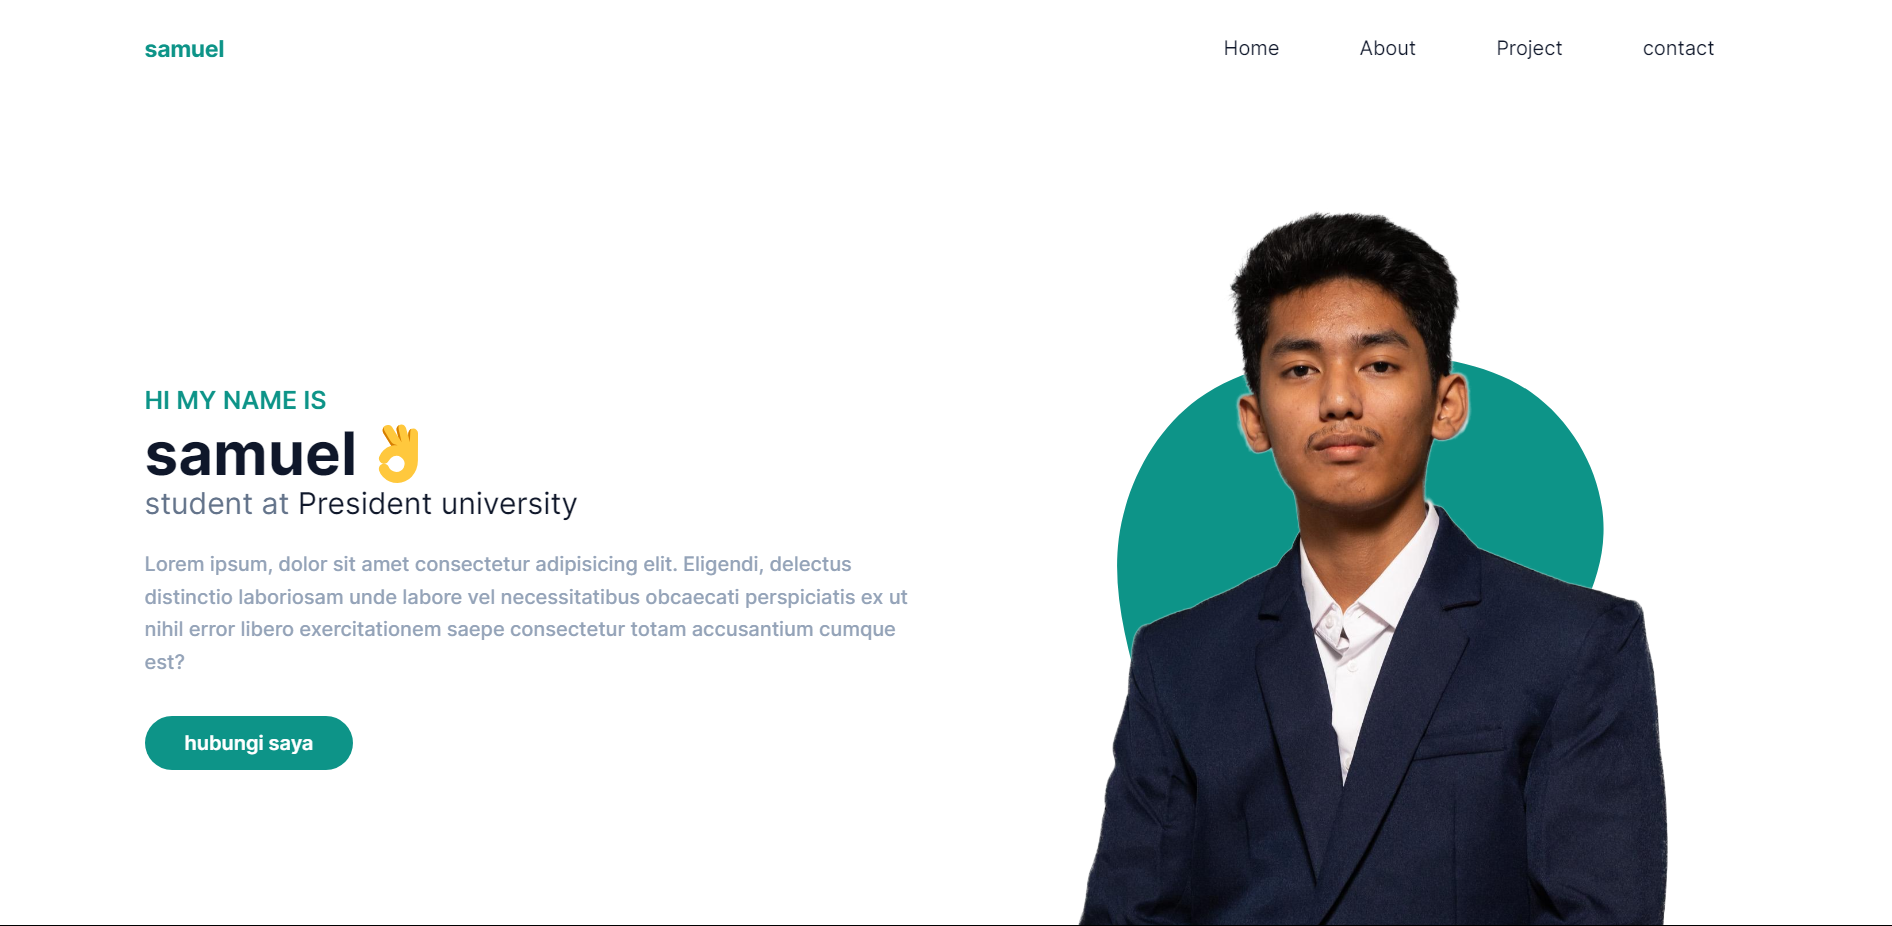 samuel
Home About Project contact
HI MY NAME IS
samuel 👌
student at President university
Lorem ipsum, dolor sit amet consectetur adipisicing elit. Eligendi, delectus
distinctio laboriosam unde labore vel necessitatibus obcaecati perspiciatis ex ut
nihil error libero exercitationem saepe consectetur totam accusantium cumque
est?
hubungi saya